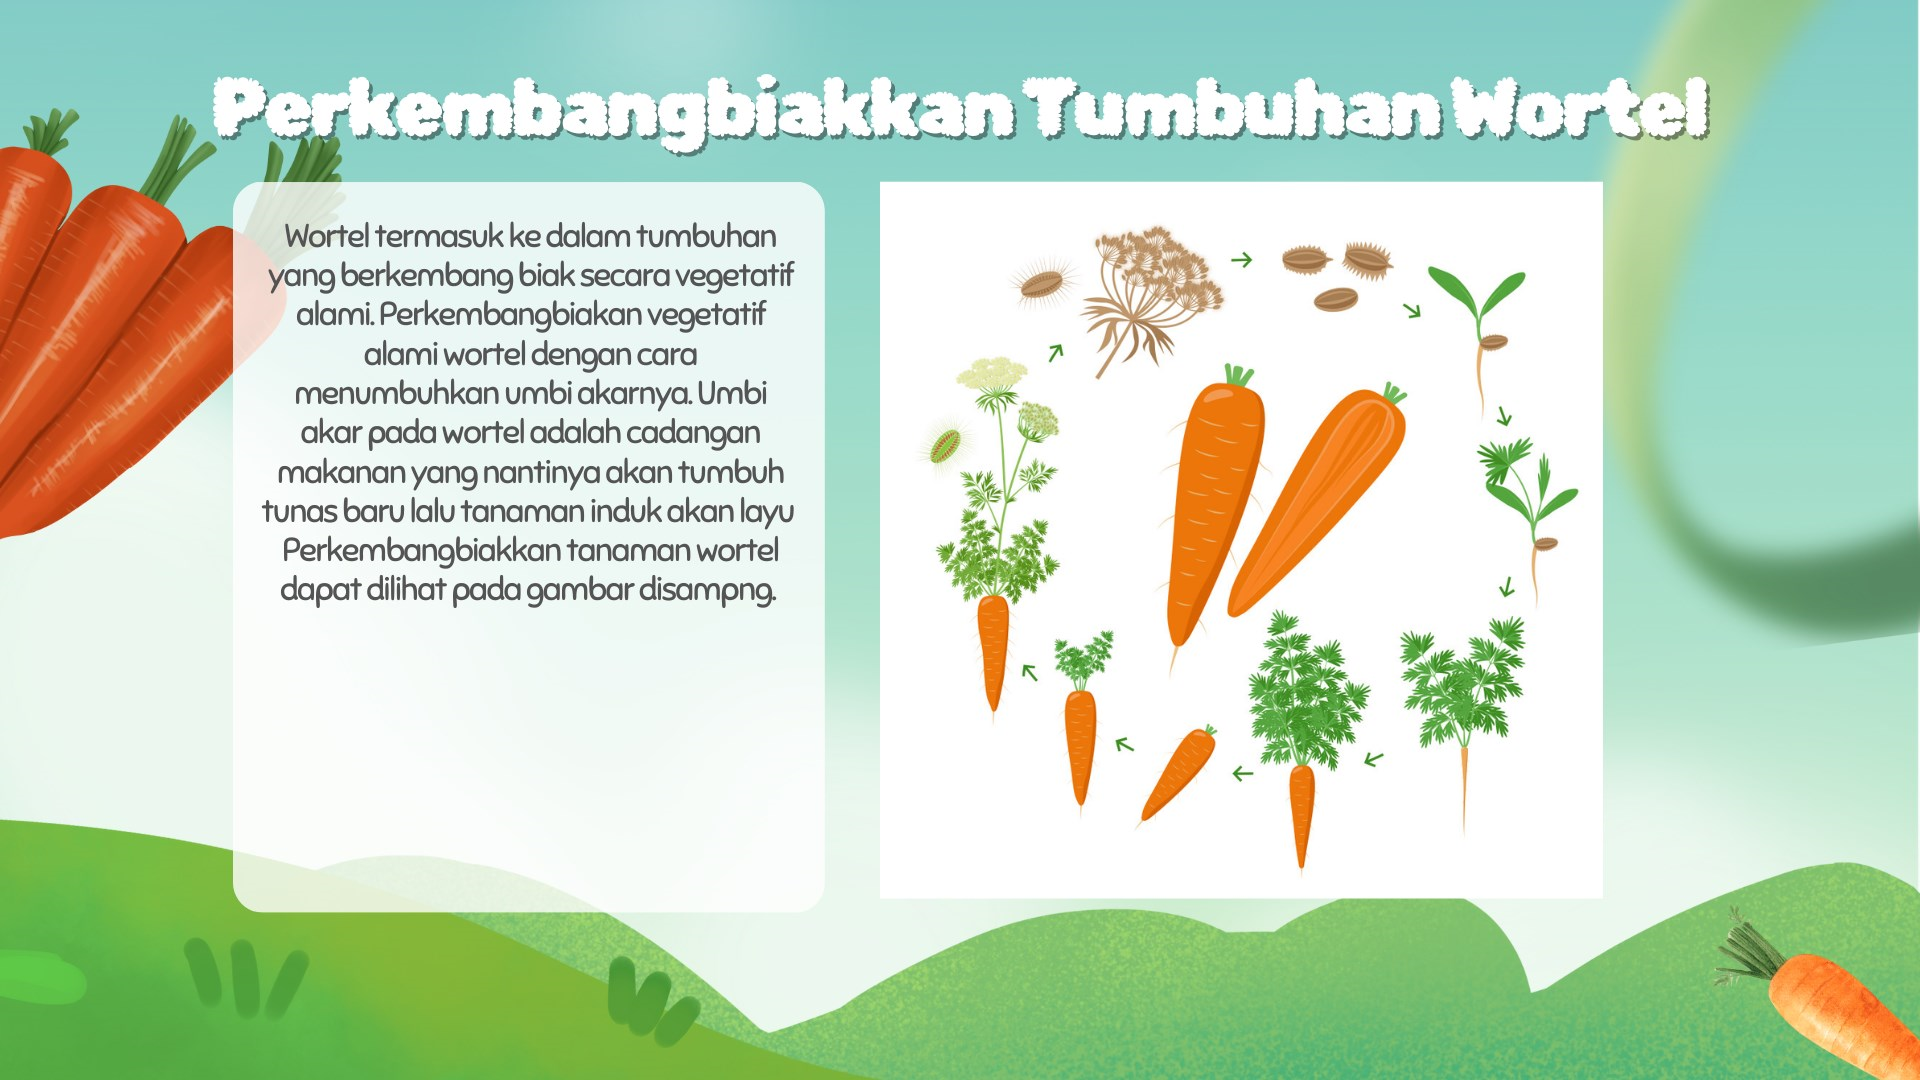 Perkembangbiakkan Tumbuhan Wortel
Wortel termasuk ke dalam tumbuhan
yang berkembang biak secara vegetatif
alami. Perkembangbiakan vegetatif
alami wortel dengan cara
menumbuhkan umbi akarnya. Umbi
akar pada wortel adalah cadangan
makanan yang nantinya akan tumbuh
tunas baru lalu tanaman induk akan layu
Perkembangbiakkan tanaman wortel
dapat dilihat pada gambar disampng.